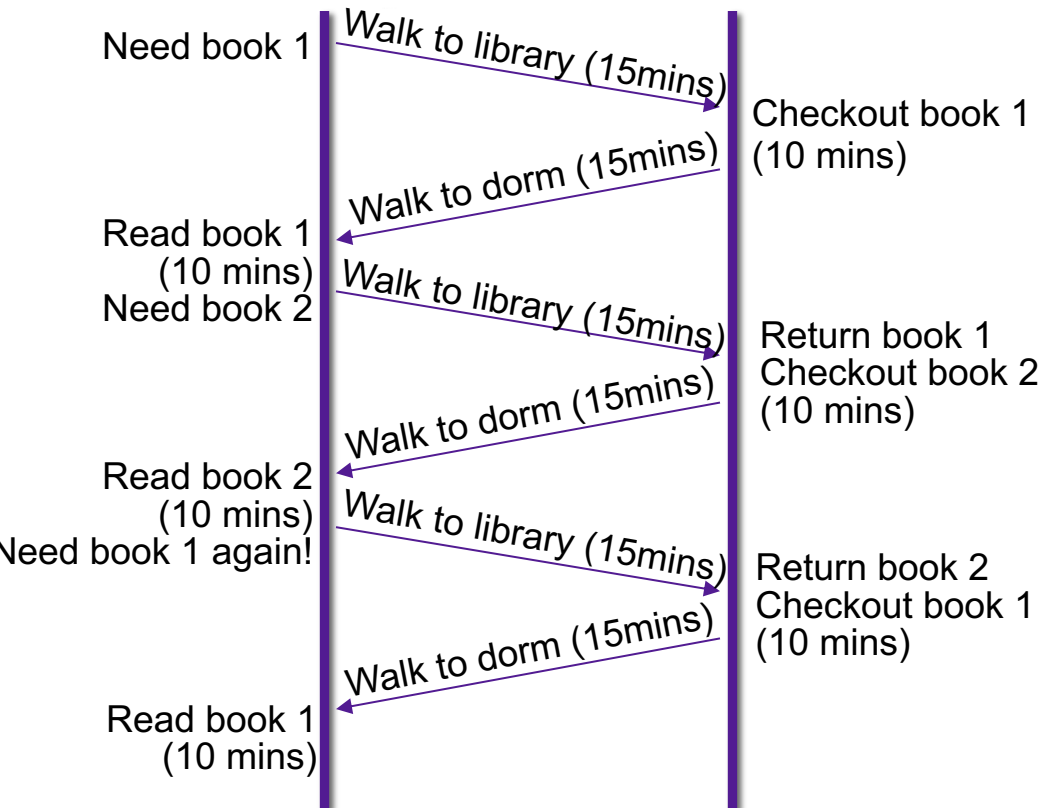 Need book 1
Walk to library (15mins)
Checkout book 1
(10 mins)
Walk to dorm (15mins)
Read book 1
(10 mins)
Need book 2
Walk to library (15mins)
Return book 1
Checkout book 2
(10 mins)
Walk to dorm (15mins)
Read book 2
(10 mins)
Need book 1 again!
Walk to library (15mins)
Return book 2
Checkout book 1
(10 mins)
Walk to dorm (15mins)
Read book 1
(10 mins)